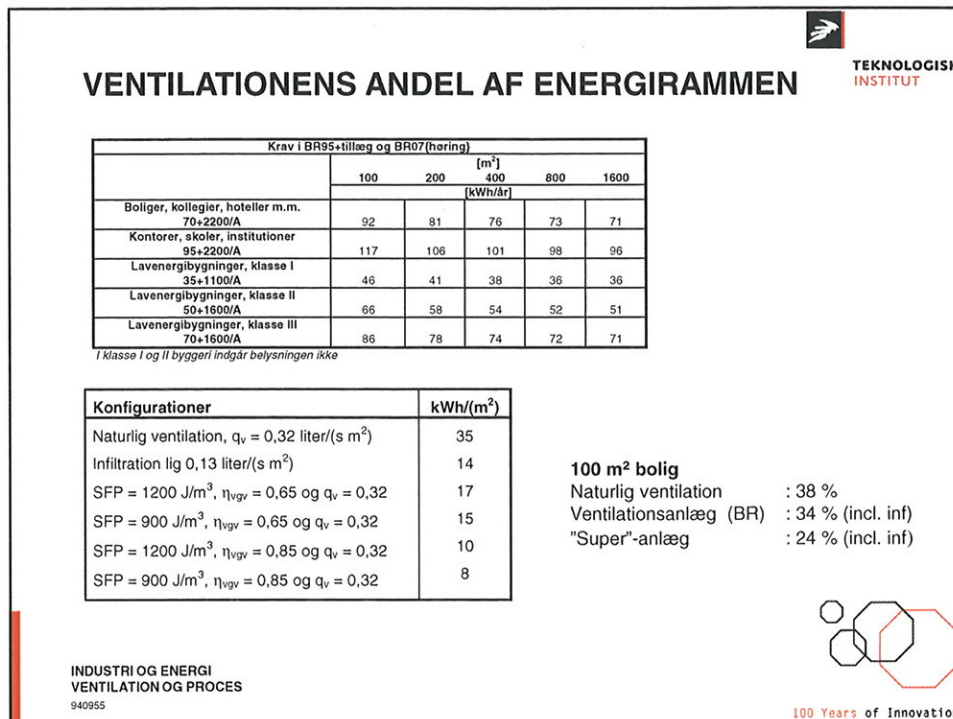 TEKNOLOGISK
INSTITUT
VENTILATIONENS ANDEL AF ENERGIRAMMEN
Krav i BR95+tillæg og BR07(høring)
[m²]
100 200 400 800 1600
[kWh/år]
Boliger, kollegier, hoteller m.m.
70+2200/A 92 81 76 73 71
Kontorer, skoler, institutioner
95+2200/A 117 106 101 98 96
Lavenergibygninger, klasse I
35+1100/A 46 41 38 36 36
Lavenergibygninger, klasse II
50+1600/A 66 58 54 52 51
Lavenergibygninger, klasse III
70+1600/A 86 78 74 72 71
I klasse I og II byggeri indgår belysningen ikke
Konfigurationer kWh/(m²)
Naturlig ventilation, qv = 0,32 liter/(s m²) 35
Infiltration lig 0,13 liter/(s m²) 14
SFP = 1200 J/m³, ηvgv = 0,65 og qv = 0,32 17
SFP = 900 J/m³, ηvgv = 0,65 og qv = 0,32 15
SFP = 1200 J/m³, ηvgv = 0,85 og qv = 0,32 10
SFP = 900 J/m³, ηvgv = 0,85 og qv = 0,32 8
100 m² bolig
Naturlig ventilation : 38 %
Ventilationsanlæg (BR) : 34 % (incl. inf)
"Super"-anlæg : 24 % (incl. inf)
INDUSTRI OG ENERGI
VENTILATION OG PROCES
940955
100 Years of Innovation